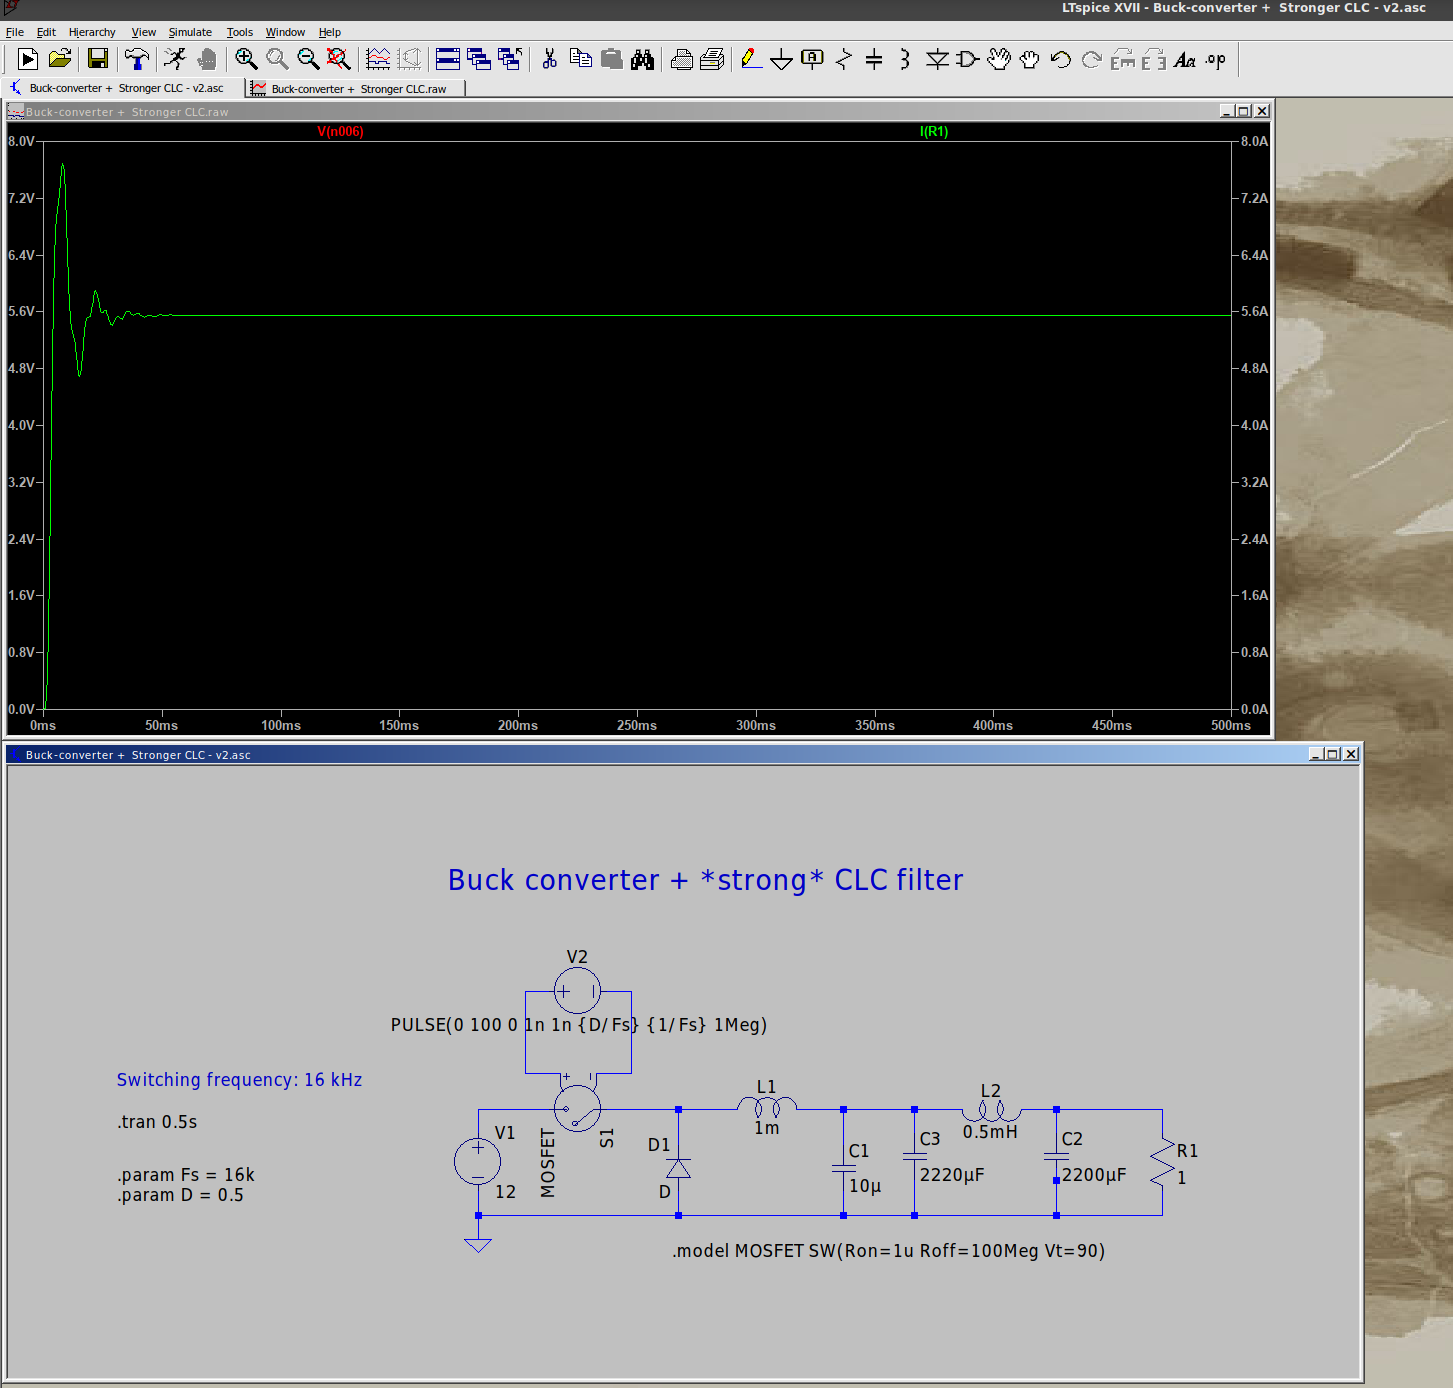 LTspice XVII - Buck-converter + Stronger CLC - v2.asc
File Edit Hierarchy View Simulate Tools Window Help
Buck-converter + Stronger CLC - v2.asc
Buck-converter + Stronger CLC.raw
Buck-converter + Stronger CLC.raw
V(n006) I(R1)
8.0V 8.0A
7.2V 7.2A
6.4V 6.4A
5.6V 5.6A
4.8V 4.8A
4.0V 4.0A
3.2V 3.2A
2.4V 2.4A
1.6V 1.6A
0.8V 0.8A
0.0V 0.0A
0ms 50ms 100ms 150ms 200ms 250ms 300ms 350ms 400ms 450ms 500ms
Buck-converter + Stronger CLC - v2.asc
Buck converter + *strong* CLC filter
V2
PULSE(0 100 0 1n 1n {D/Fs} {1/Fs} 1Meg)
Switching frequency: 16 kHz
.tran 0.5s
.param Fs = 16k
.param D = 0.5
V1
12
MOSFET
S1
D1
D
L1
1m
C1
10µ
C3
2220µF
L2
0.5mH
C2
2200µF
R1
1
.model MOSFET SW(Ron=1u Roff=100Meg Vt=90)